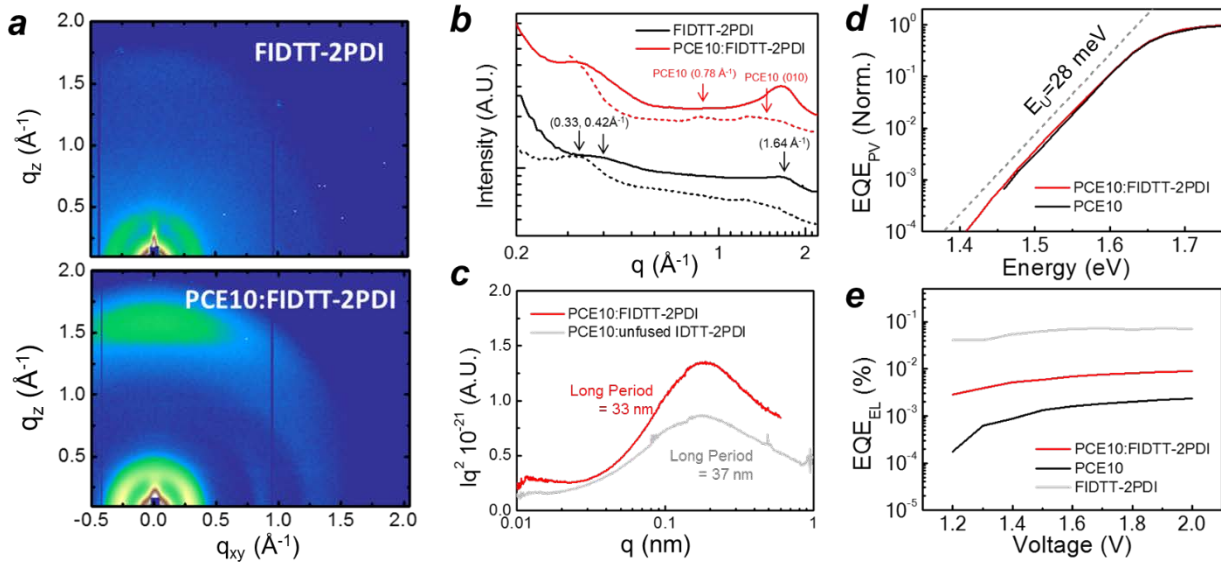 a
FIDTT-2PDI
2.0
1.5
1.0
0.5
q_z (Å⁻¹)
PCE10:FIDTT-2PDI
2.0
1.5
1.0
0.5
q_z (Å⁻¹)
-0.5 0.0 0.5 1.0 1.5 2.0
q_xy (Å⁻¹)
b
FIDTT-2PDI
PCE10:FIDTT-2PDI
PCE10 (0.78 Å⁻¹)
PCE10 (010)
(0.33, 0.42Å⁻¹)
(1.64 Å⁻¹)
Intensity (A.U.)
0.2 1 2
q (Å⁻¹)
c
2.0
1.5
1.0
0.5
0.0
Iq² 10⁻²¹ (A.U.)
PCE10:FIDTT-2PDI
PCE10:unfused IDTT-2PDI
Long Period
= 33 nm
Long Period
= 37 nm
0.01 0.1 1
q (nm)
d
10⁰
10⁻¹
10⁻²
10⁻³
10⁻⁴
EQE_PV (Norm.)
E_U=28 meV
PCE10:FIDTT-2PDI
PCE10
1.4 1.5 1.6 1.7
Energy (eV)
e
10⁰
10⁻¹
10⁻²
10⁻³
10⁻⁴
10⁻⁵
EQE_EL (%)
PCE10:FIDTT-2PDI
PCE10
FIDTT-2PDI
1.2 1.4 1.6 1.8 2.0
Voltage (V)